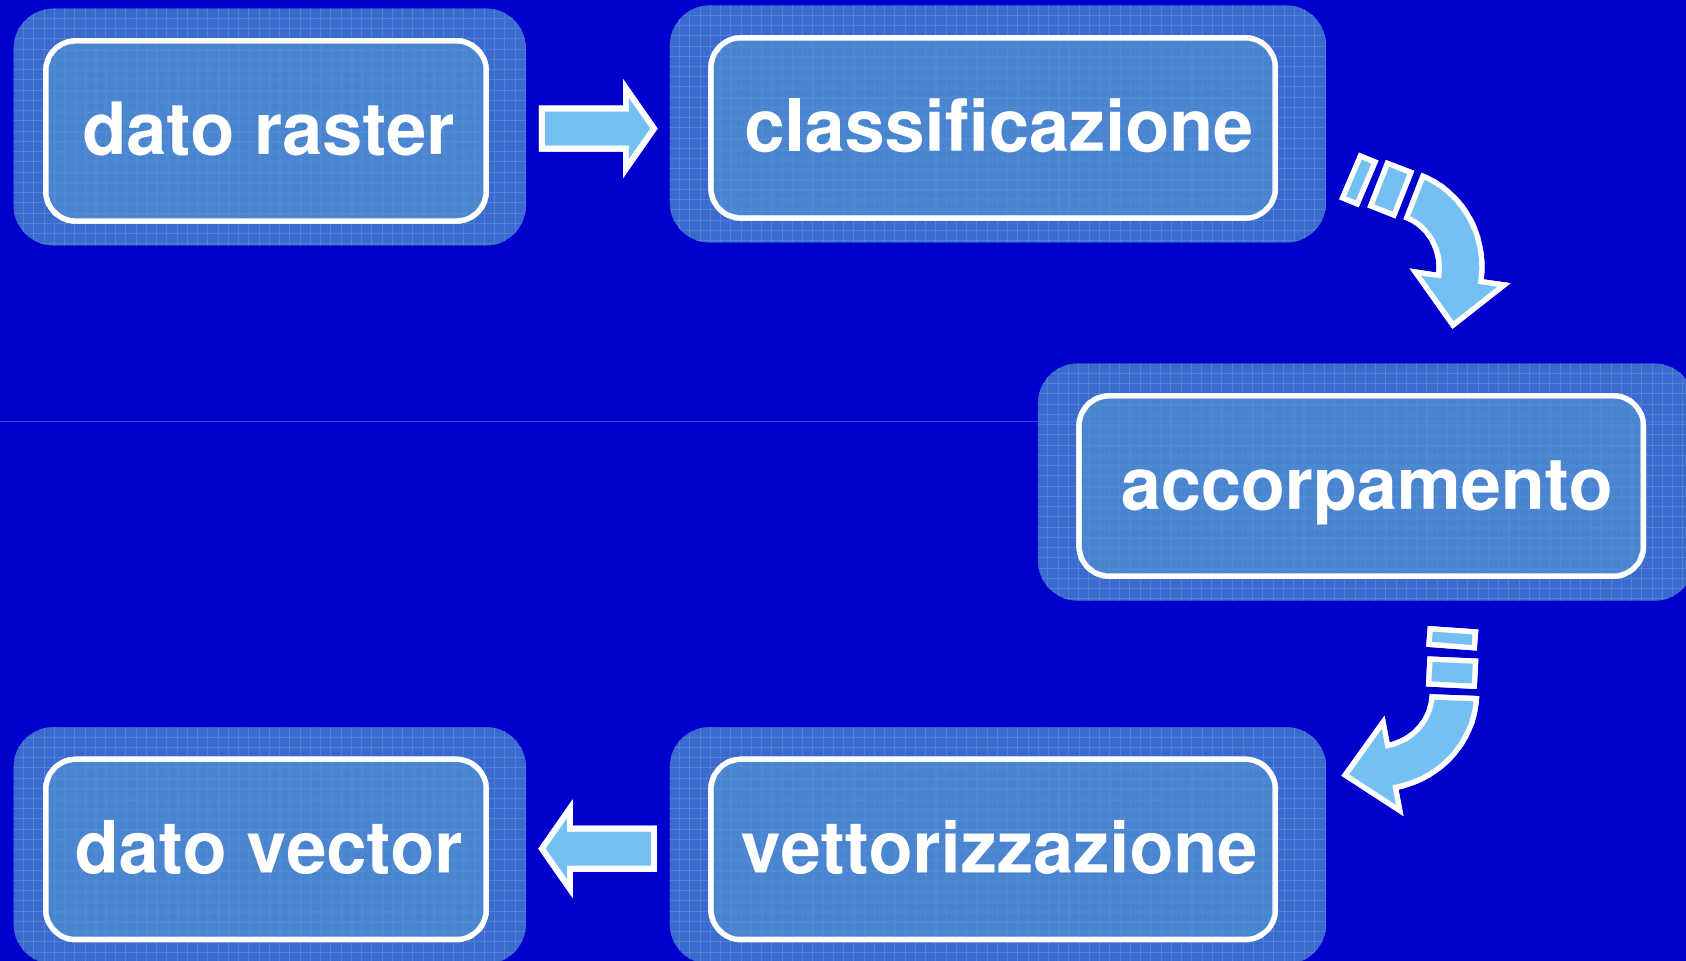 dato raster
classificazione
accorpamento
vettorizzazione
dato vector